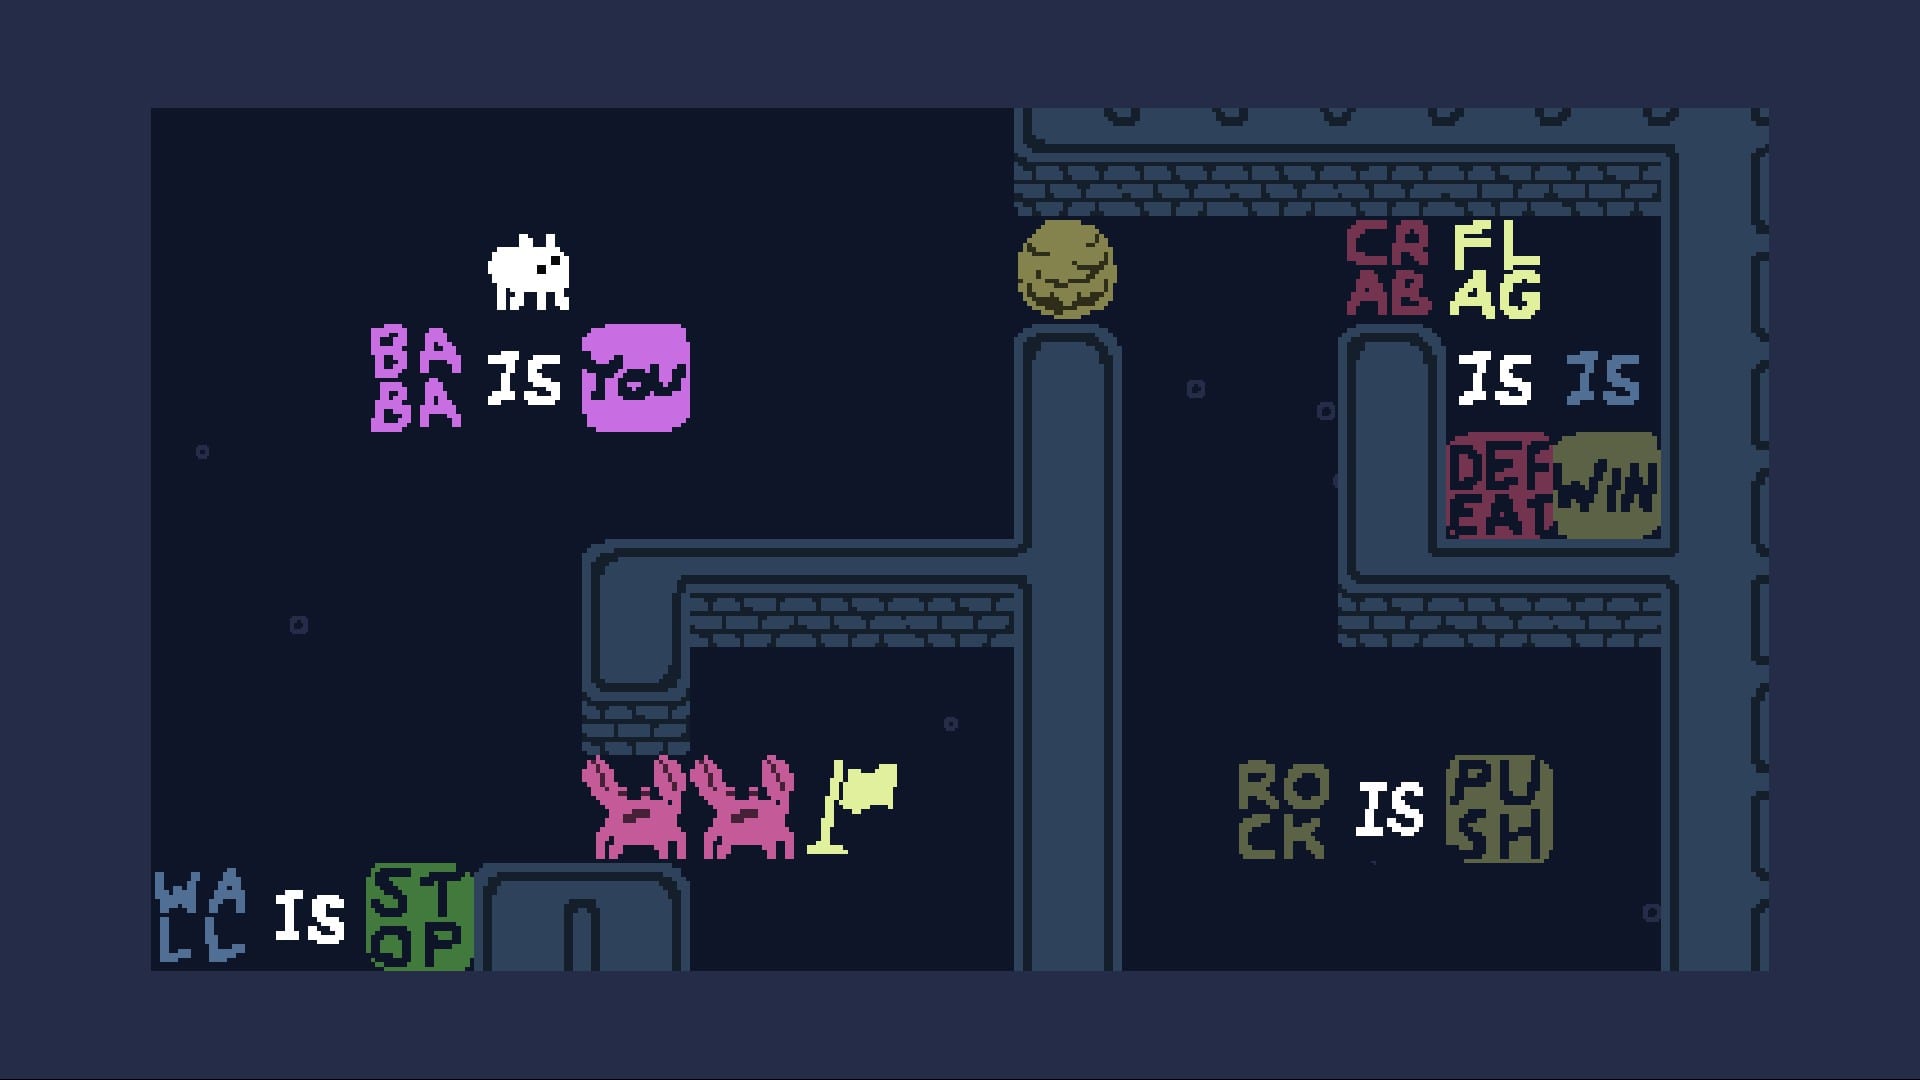 CRAB FLAG
BABA IS YOU IS IS
DEFEAT WIN
ROCK IS PUSH
WALL IS STOP